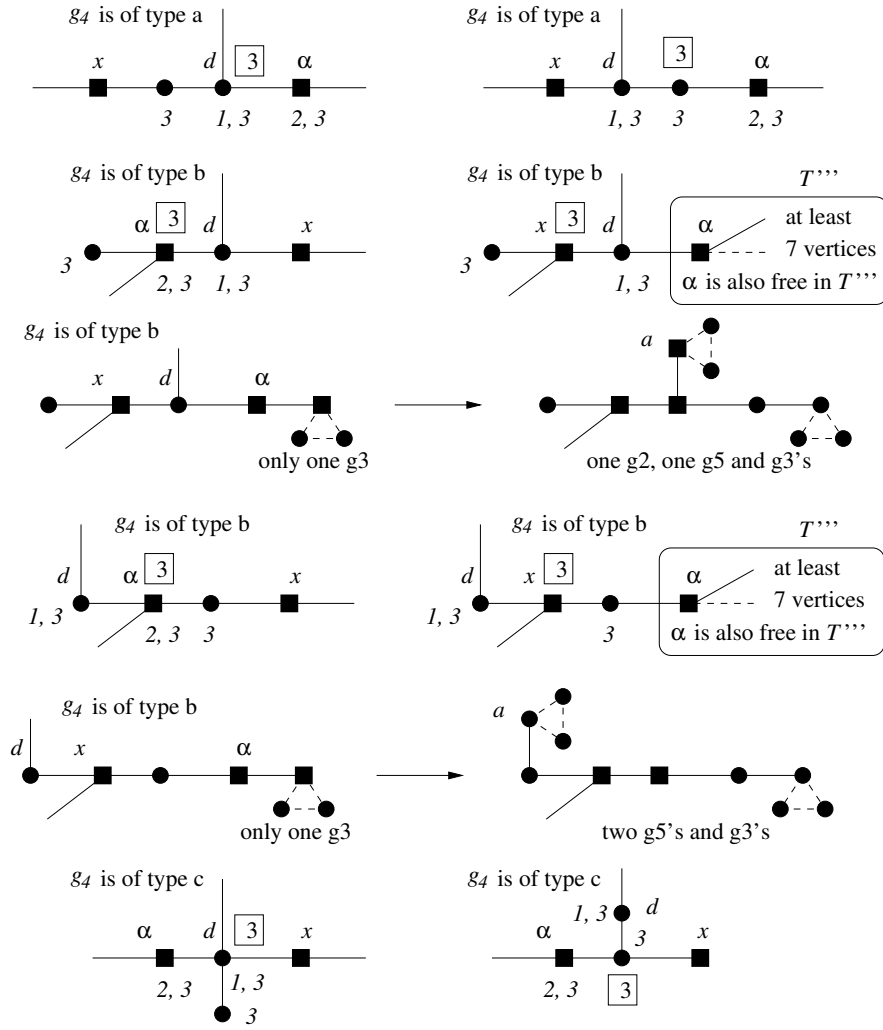 g4 is of type a
g4 is of type a
x d 3 α
x d 3 α
3 1, 3 2, 3
1, 3 3 2, 3
g4 is of type b
g4 is of type b
T’’’
α 3 d x
x 3 d α at least
3 2, 3 1, 3
3 1, 3 7 vertices
α is also free in T’’’
g4 is of type b
x d α
a
only one g3
one g2, one g5 and g3's
g4 is of type b
g4 is of type b
T’’’
d α 3 x
d x 3 α at least
1, 3 2, 3 3
1, 3 3 7 vertices
α is also free in T’’’
g4 is of type b
d x α
a
only one g3
two g5's and g3's
g4 is of type c
g4 is of type c
α d 3 x
1, 3 d
α 3 x
2, 3 1, 3
2, 3 3
3